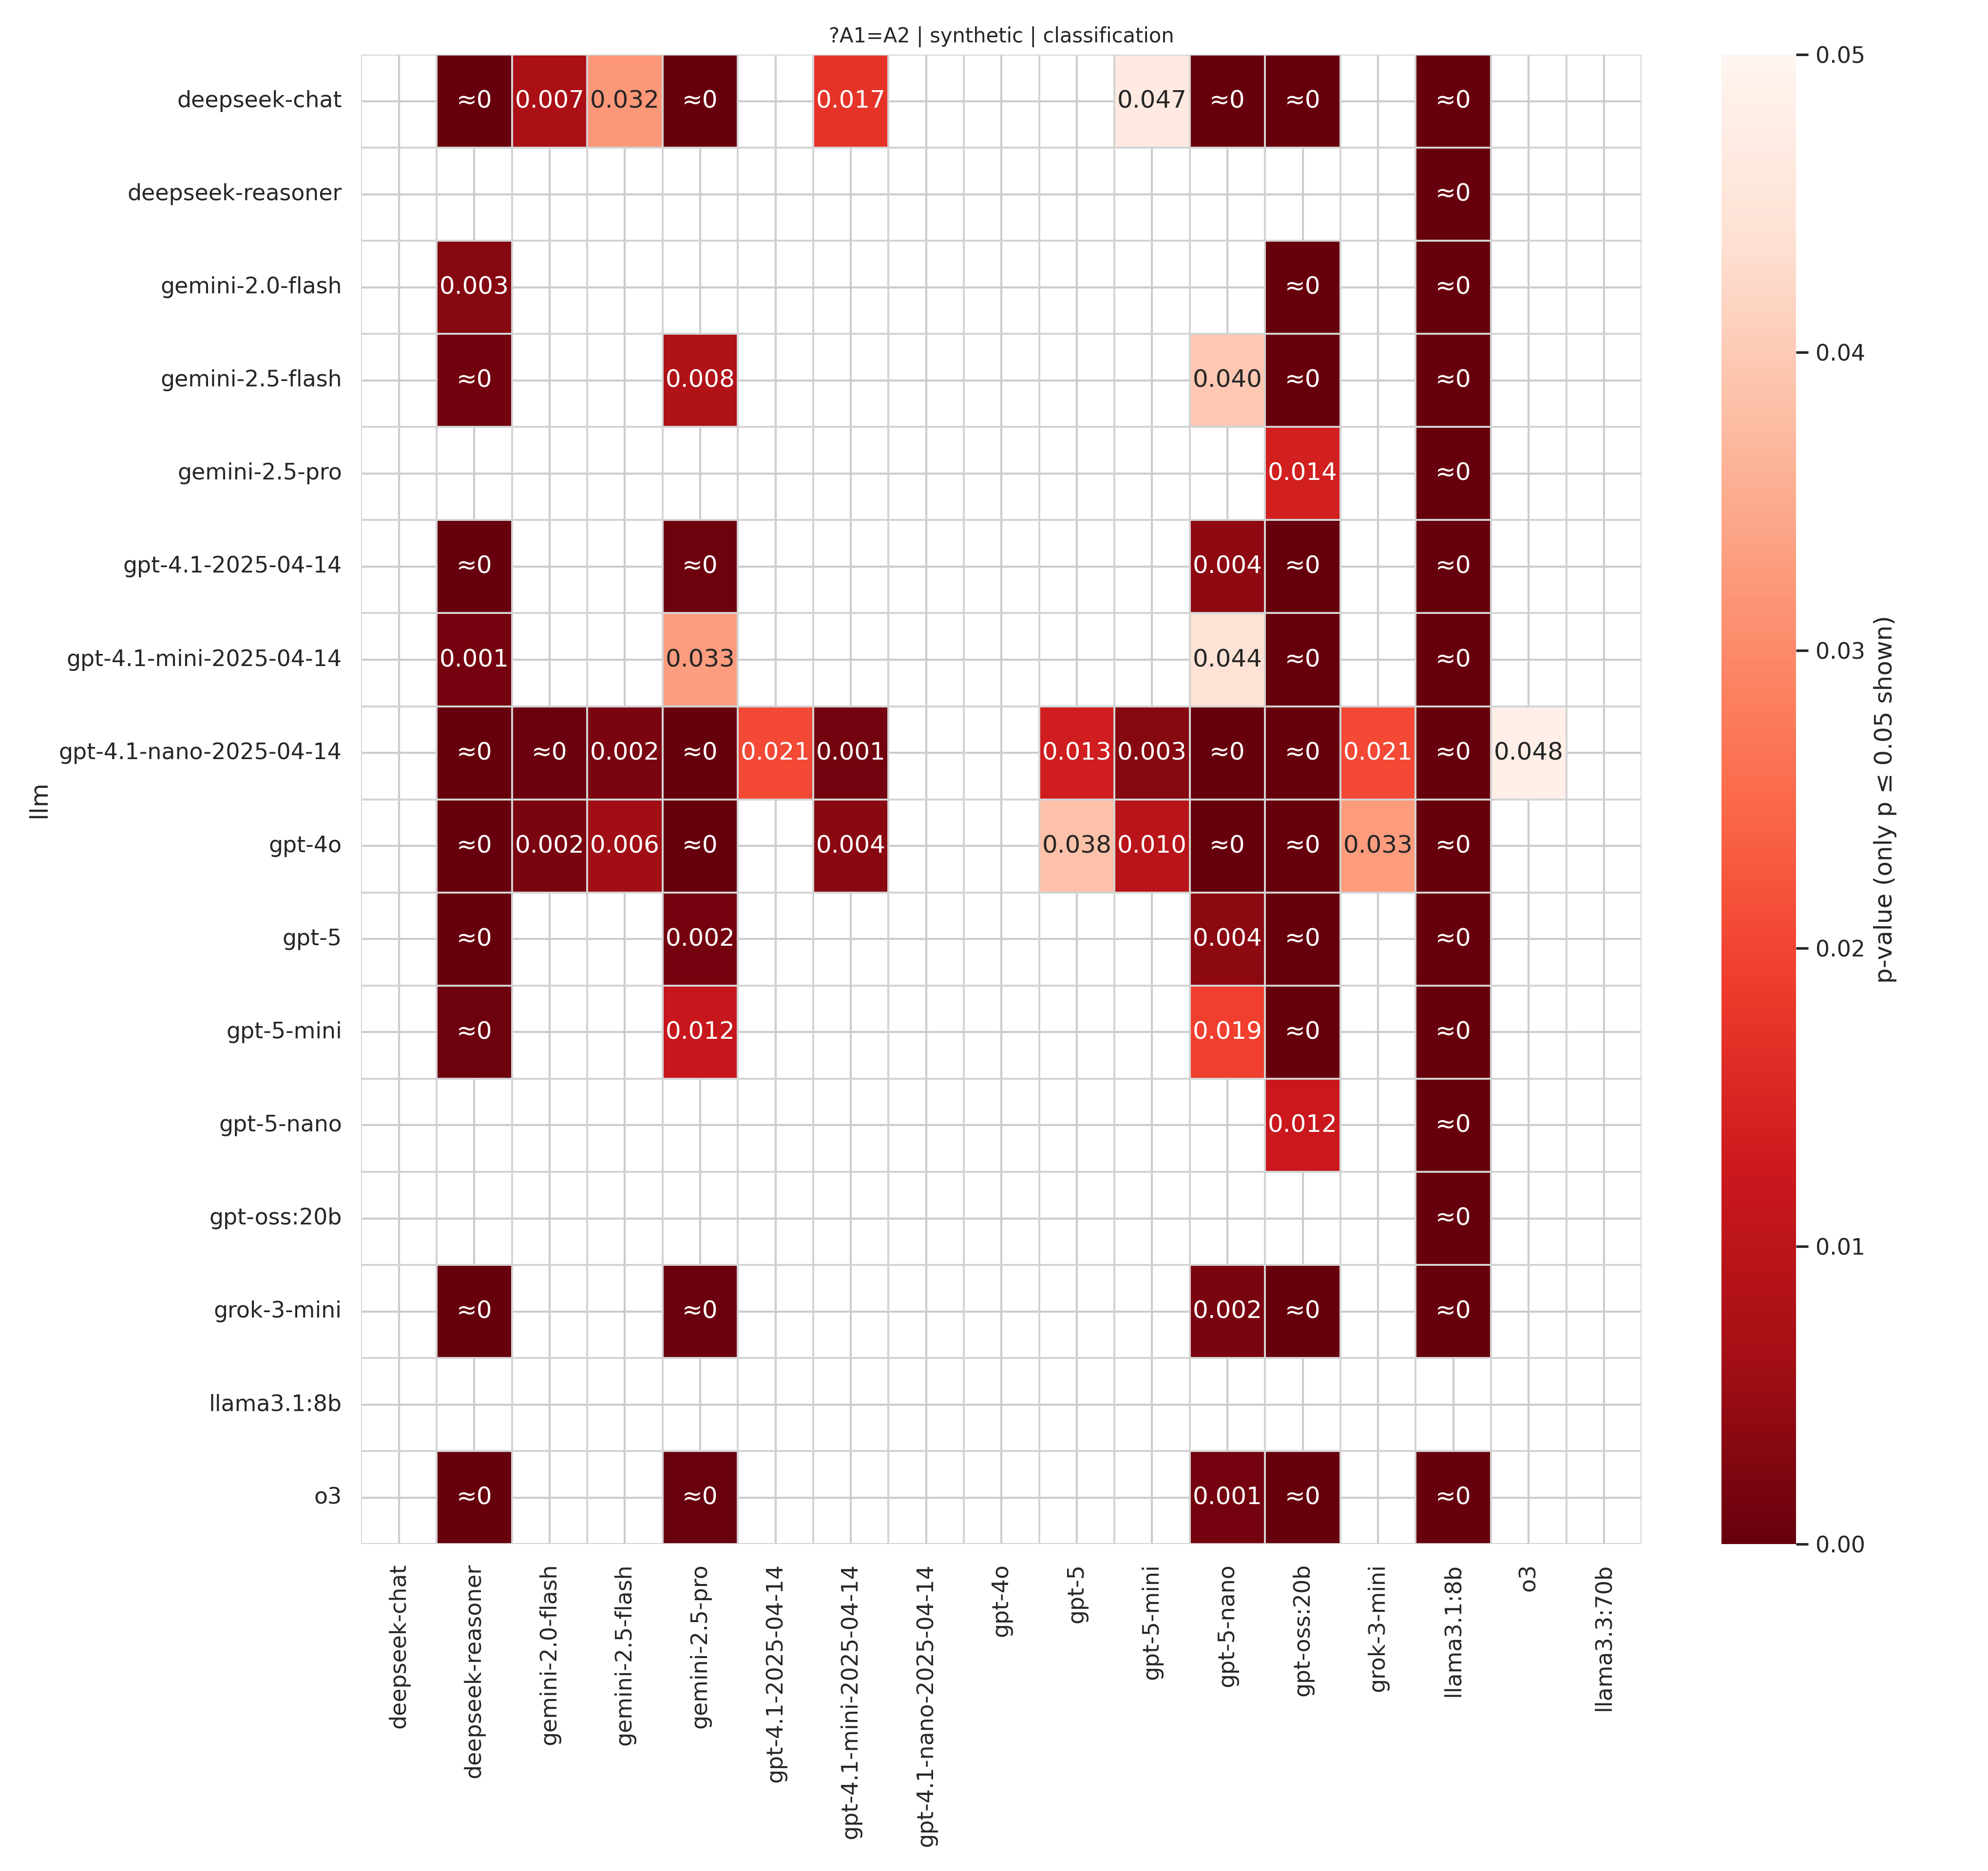 ?A1=A2 | synthetic | classification
deepseek-chat ≈0 0.007 0.032 ≈0 0.017 0.047 ≈0 ≈0 ≈0
deepseek-reasoner ≈0
gemini-2.0-flash 0.003 ≈0 ≈0
gemini-2.5-flash ≈0 0.008 0.040 ≈0 ≈0
gemini-2.5-pro 0.014 ≈0
gpt-4.1-2025-04-14 ≈0 ≈0 0.004 ≈0 ≈0
gpt-4.1-mini-2025-04-14 0.001 0.033 0.044 ≈0 ≈0
gpt-4.1-nano-2025-04-14 ≈0 ≈0 0.002 ≈0 0.021 0.001 0.013 0.003 ≈0 ≈0 0.021 ≈0 0.048
gpt-4o ≈0 0.002 0.006 ≈0 0.004 0.038 0.010 ≈0 ≈0 0.033 ≈0
gpt-5 ≈0 0.002 0.004 ≈0 ≈0
gpt-5-mini ≈0 0.012 0.019 ≈0 ≈0
gpt-5-nano 0.012 ≈0
gpt-oss:20b ≈0
grok-3-mini ≈0 ≈0 0.002 ≈0 ≈0
llama3.1:8b
o3 ≈0 ≈0 0.001 ≈0 ≈0
llm
deepseek-chat
deepseek-reasoner
gemini-2.0-flash
gemini-2.5-flash
gemini-2.5-pro
gpt-4.1-2025-04-14
gpt-4.1-mini-2025-04-14
gpt-4.1-nano-2025-04-14
gpt-4o
gpt-5
gpt-5-mini
gpt-5-nano
gpt-oss:20b
grok-3-mini
llama3.1:8b
o3
llama3.3:70b
0.05
0.04
0.03
0.02
0.01
0.00
p-value (only p ≤ 0.05 shown)